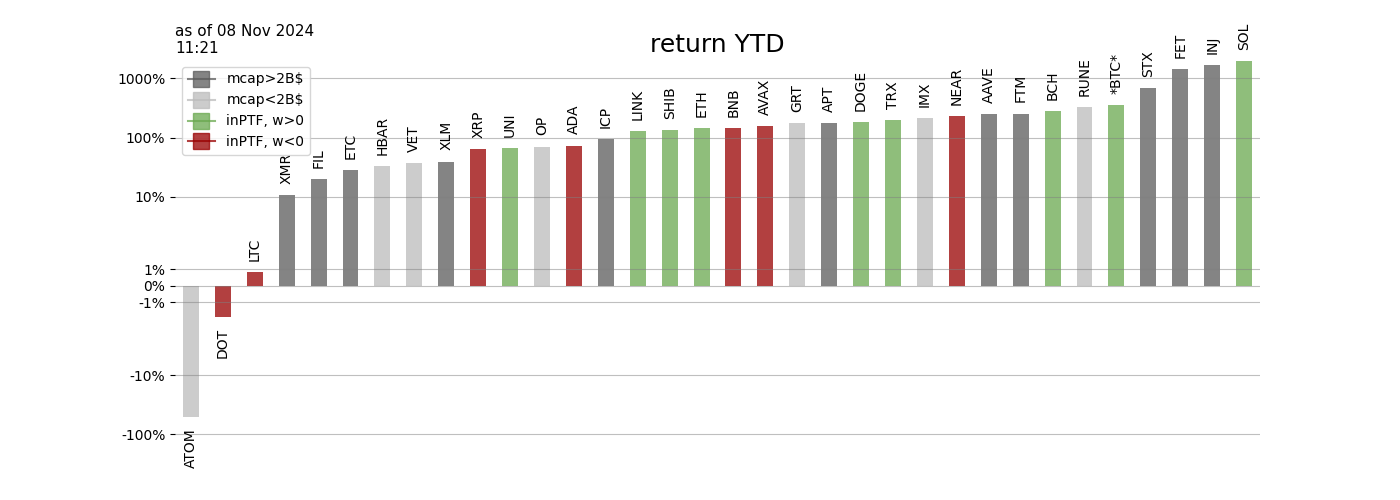 as of 08 Nov 2024
11:21
return YTD
mcap>2B$
mcap<2B$
inPTF, w>0
inPTF, w<0
1000%
100%
10%
1%
0%
-1%
-10%
-100%
ATOM
DOT
LTC
XMR
FIL
ETC
HBAR
VET
XLM
XRP
UNI
OP
ADA
ICP
LINK
SHIB
ETH
BNB
AVAX
GRT
APT
DOGE
TRX
IMX
NEAR
AAVE
FTM
BCH
RUNE
*BTC*
STX
FET
INJ
SOL